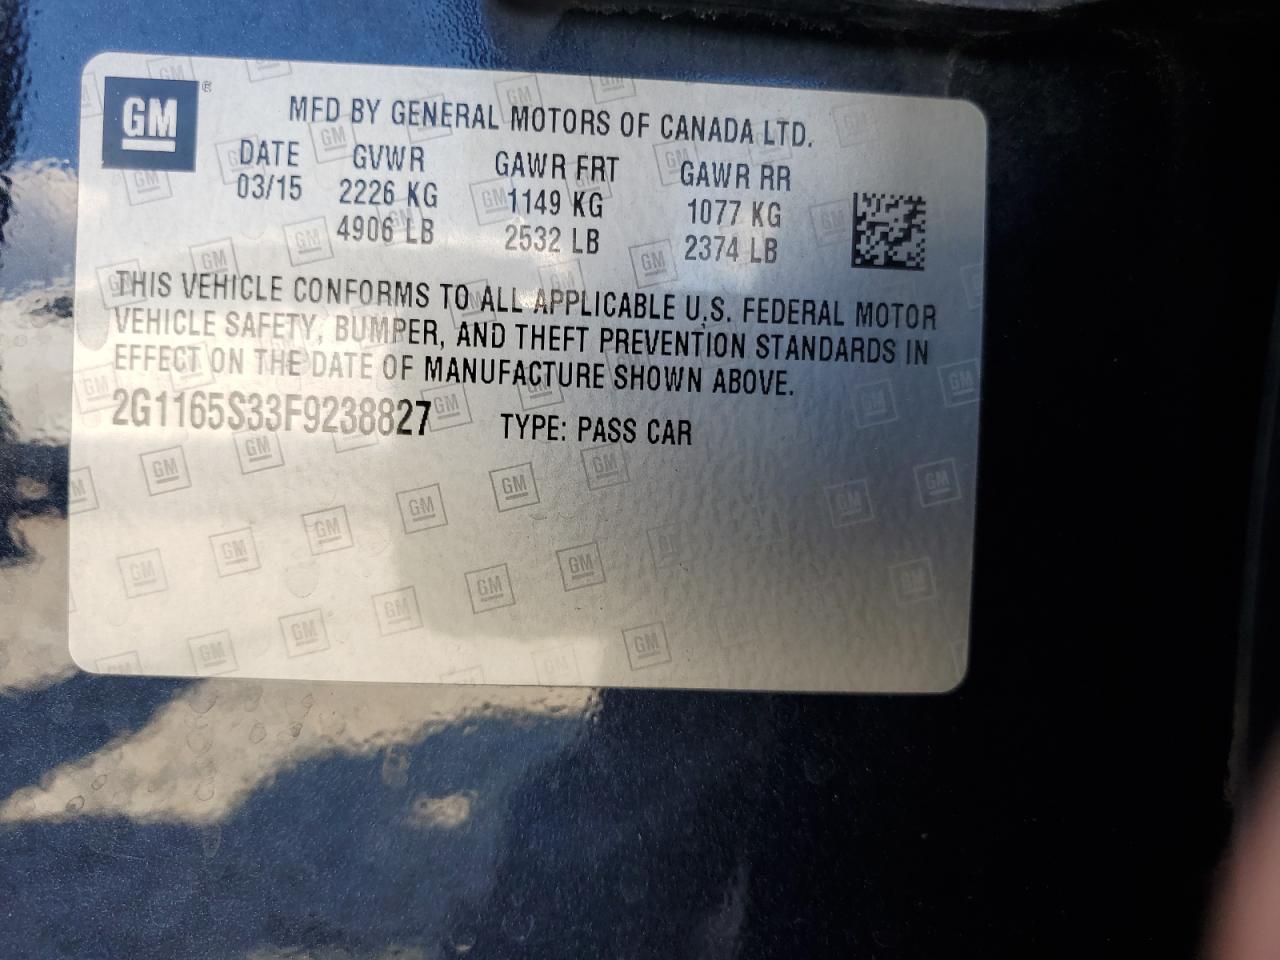 GM ®
MFD BY GENERAL MOTORS OF CANADA LTD.
DATE GVWR GAWR FRT GAWR RR
03/15 2226 KG 1149 KG 1077 KG
4906 LB 2532 LB 2374 LB
THIS VEHICLE CONFORMS TO ALL APPLICABLE U.S. FEDERAL MOTOR
VEHICLE SAFETY, BUMPER, AND THEFT PREVENTION STANDARDS IN
EFFECT ON THE DATE OF MANUFACTURE SHOWN ABOVE.
2G1165S33F9238827 TYPE: PASS CAR